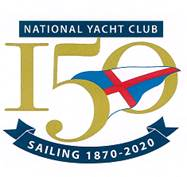 NATIONAL YACHT CLUB
150
SAILING 1870-2020